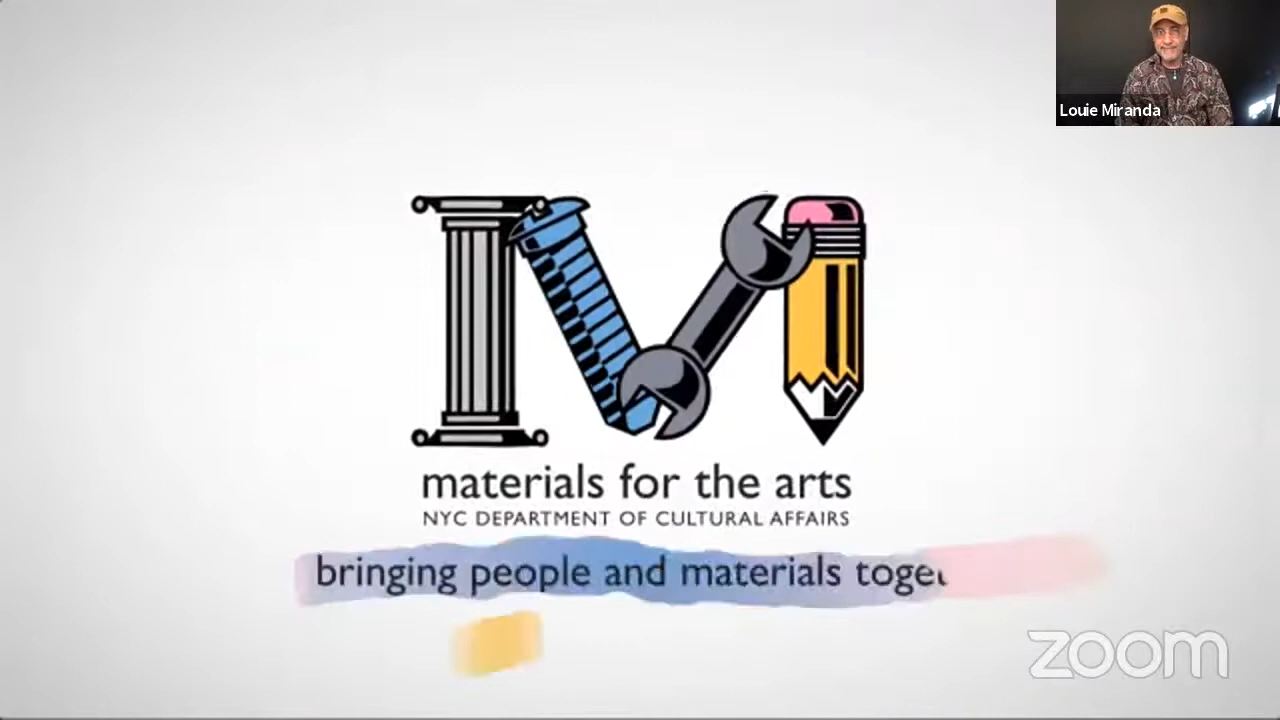 Louie Miranda
materials for the arts
NYC DEPARTMENT OF CULTURAL AFFAIRS
bringing people and materials toge
zoom